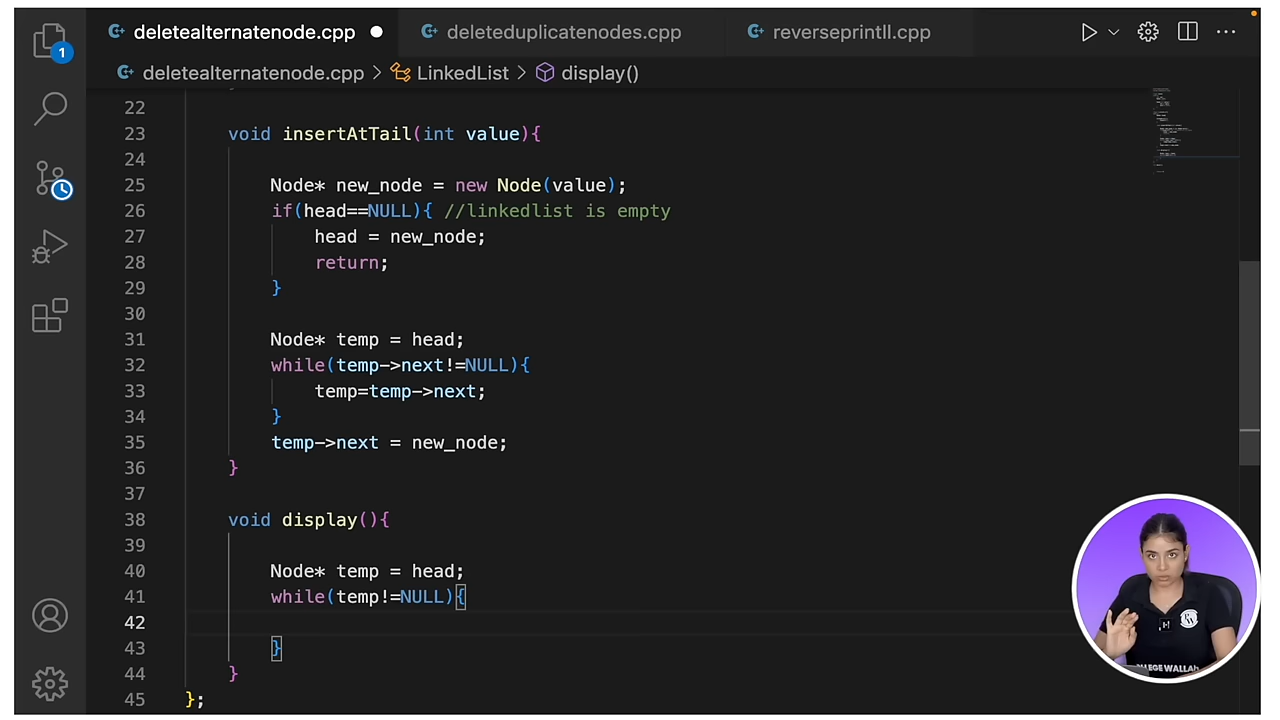 deletealternatenode.cpp
deleteduplicatenodes.cpp
reverseprintll.cpp
1
deletealternatenode.cpp > LinkedList > display()
22
23 void insertAtTail(int value){
24
25 Node* new_node = new Node(value);
26 if(head==NULL){ //linkedlist is empty
27 head = new_node;
28 return;
29 }
30
31 Node* temp = head;
32 while(temp->next!=NULL){
33 temp=temp->next;
34 }
35 temp->next = new_node;
36 }
37
38 void display(){
39
40 Node* temp = head;
41 while(temp!=NULL){
42
43 }
44 }
45 };